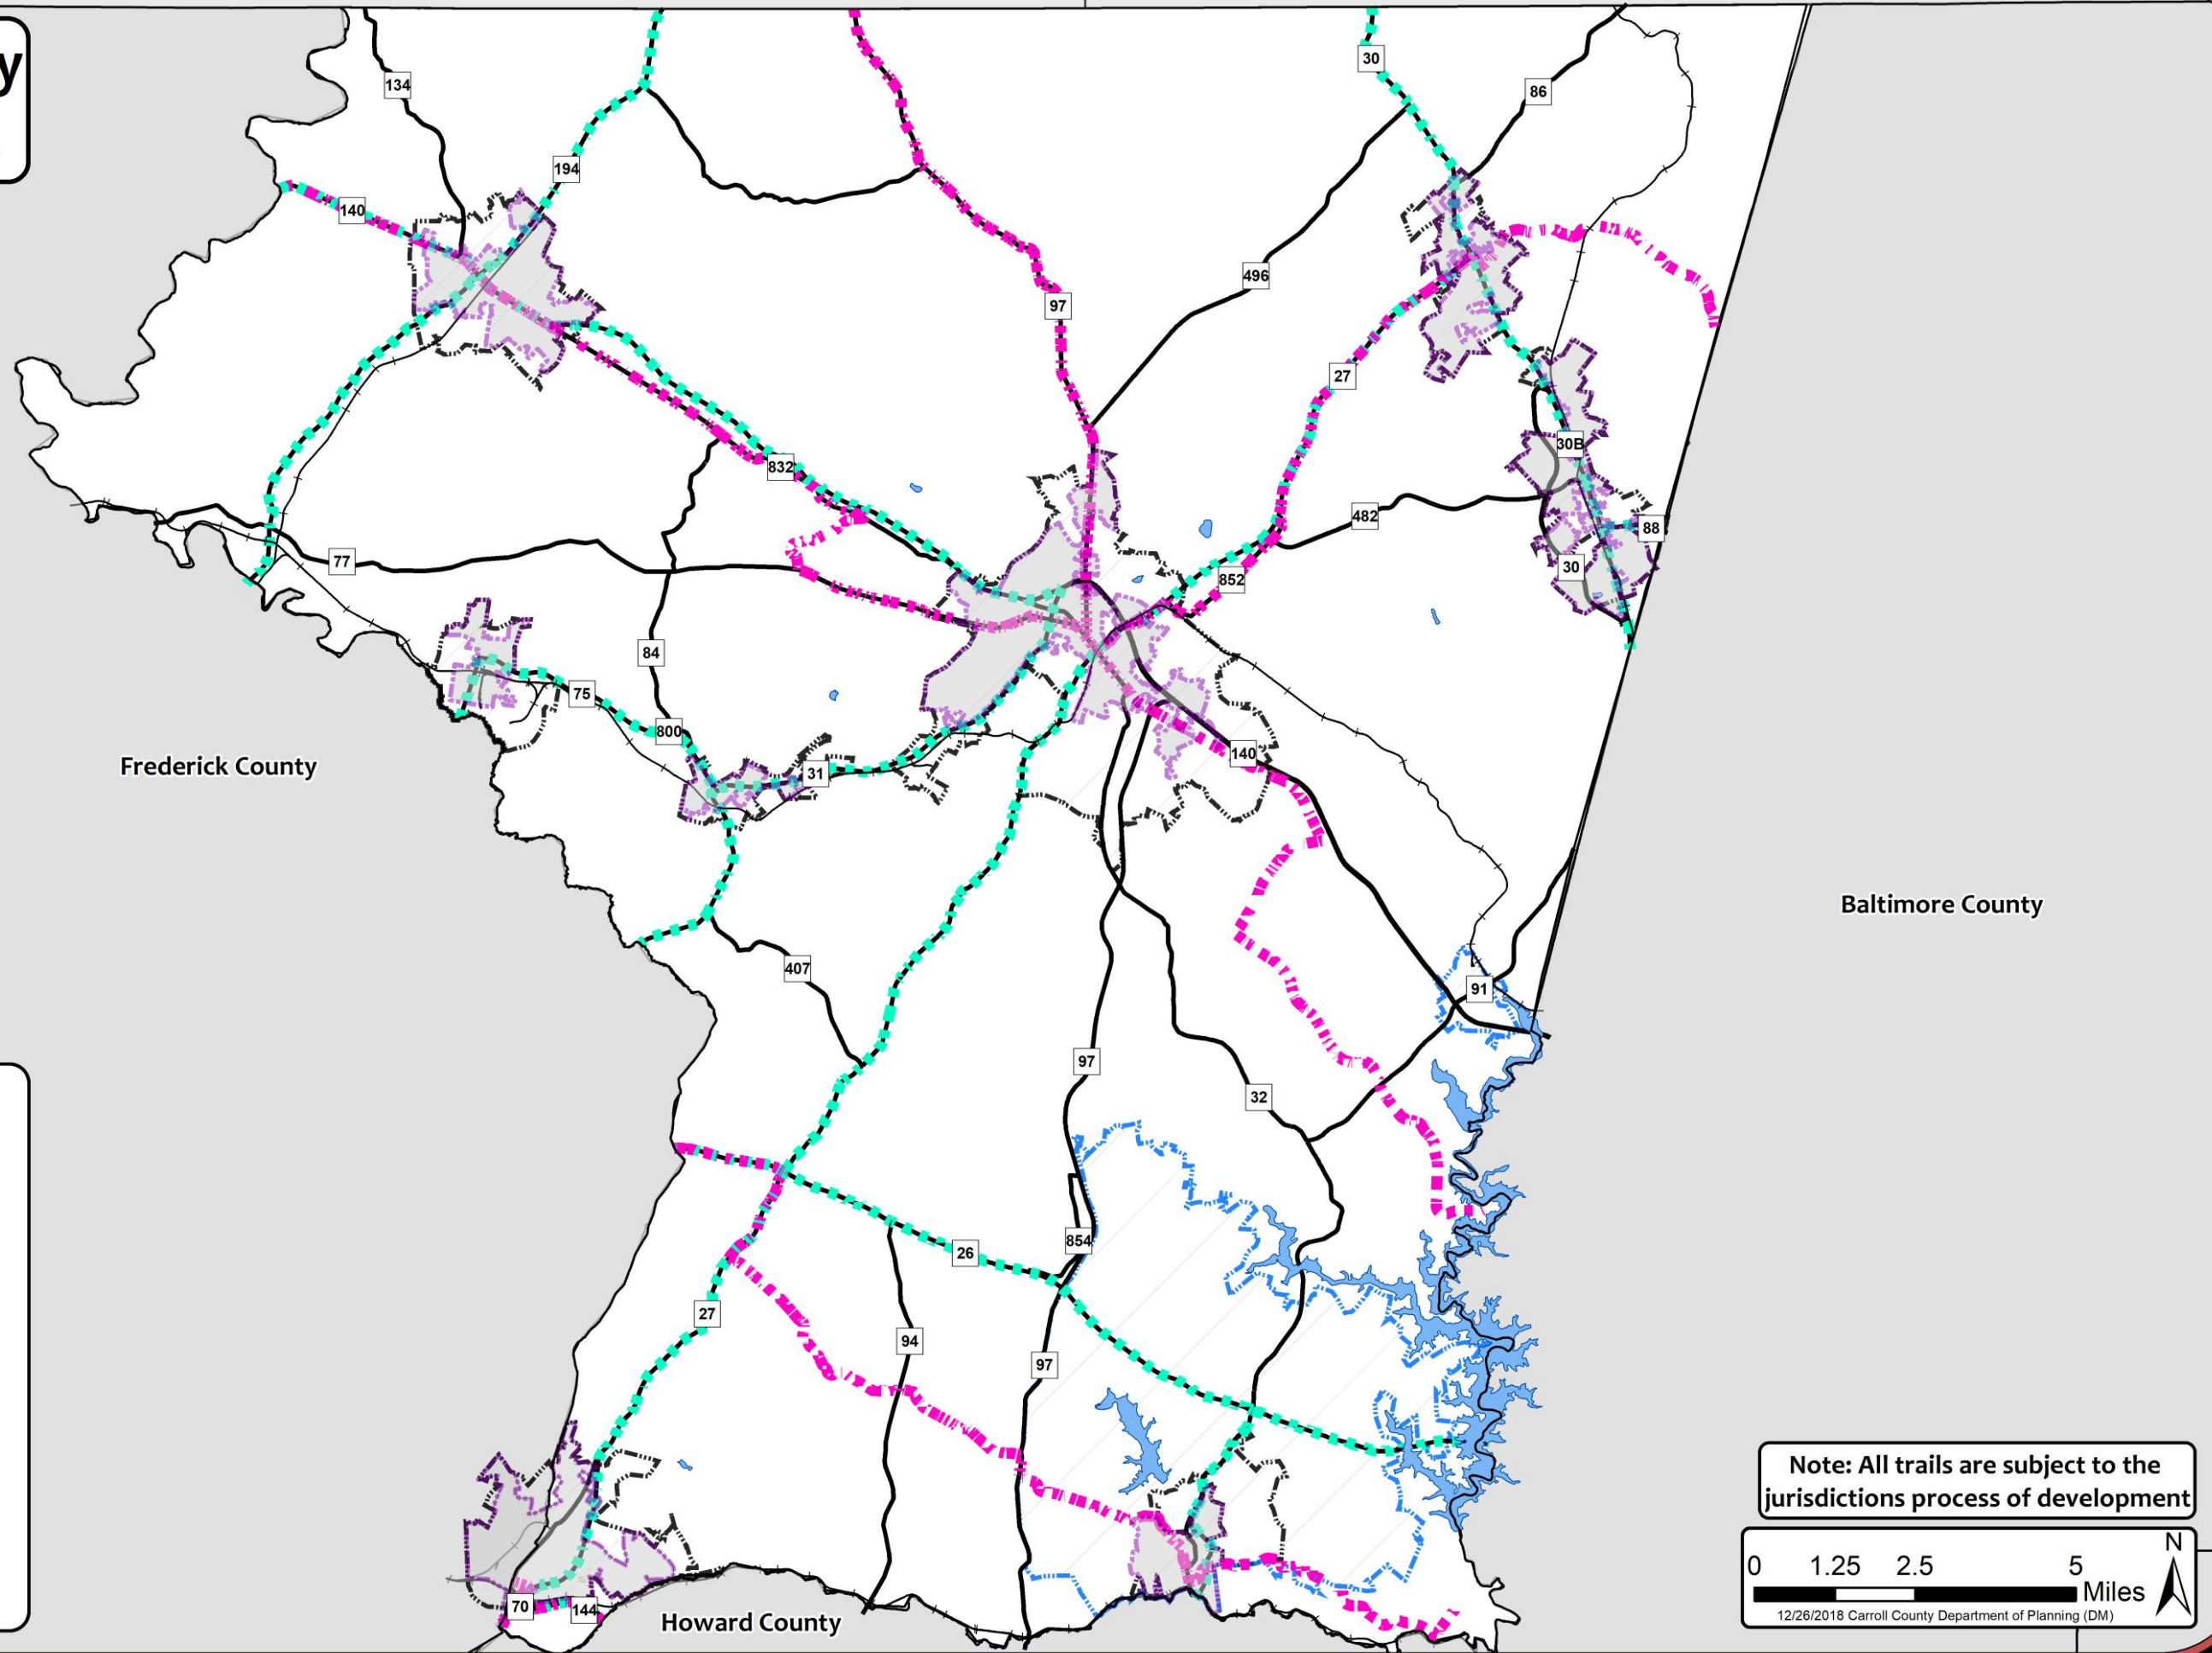 y
30
134
86
194
140
496
97
27
30B
832
482
88
77
30
852
84
75
800
31
140
Frederick County
Baltimore County
407
91
97
32
854
26
27
94
97
Note: All trails are subject to the
jurisdictions process of development
N
0 1.25 2.5 5
Miles
12/26/2018 Carroll County Department of Planning (DM)
70
144
Howard County